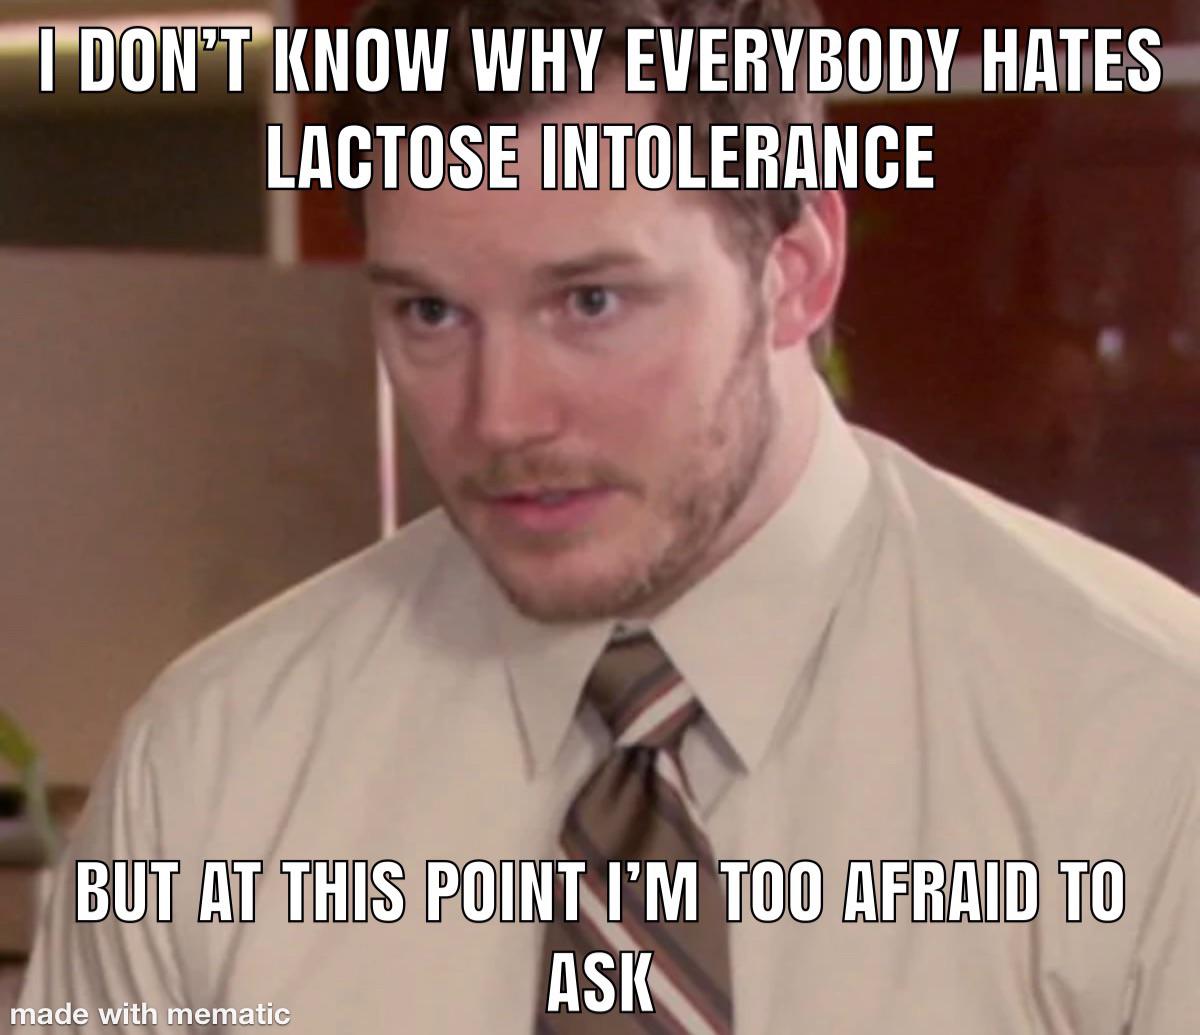 I DON’T KNOW WHY EVERYBODY HATES
LACTOSE INTOLERANCE
BUT AT THIS POINT I’M TOO AFRAID TO
ASK
made with mematic